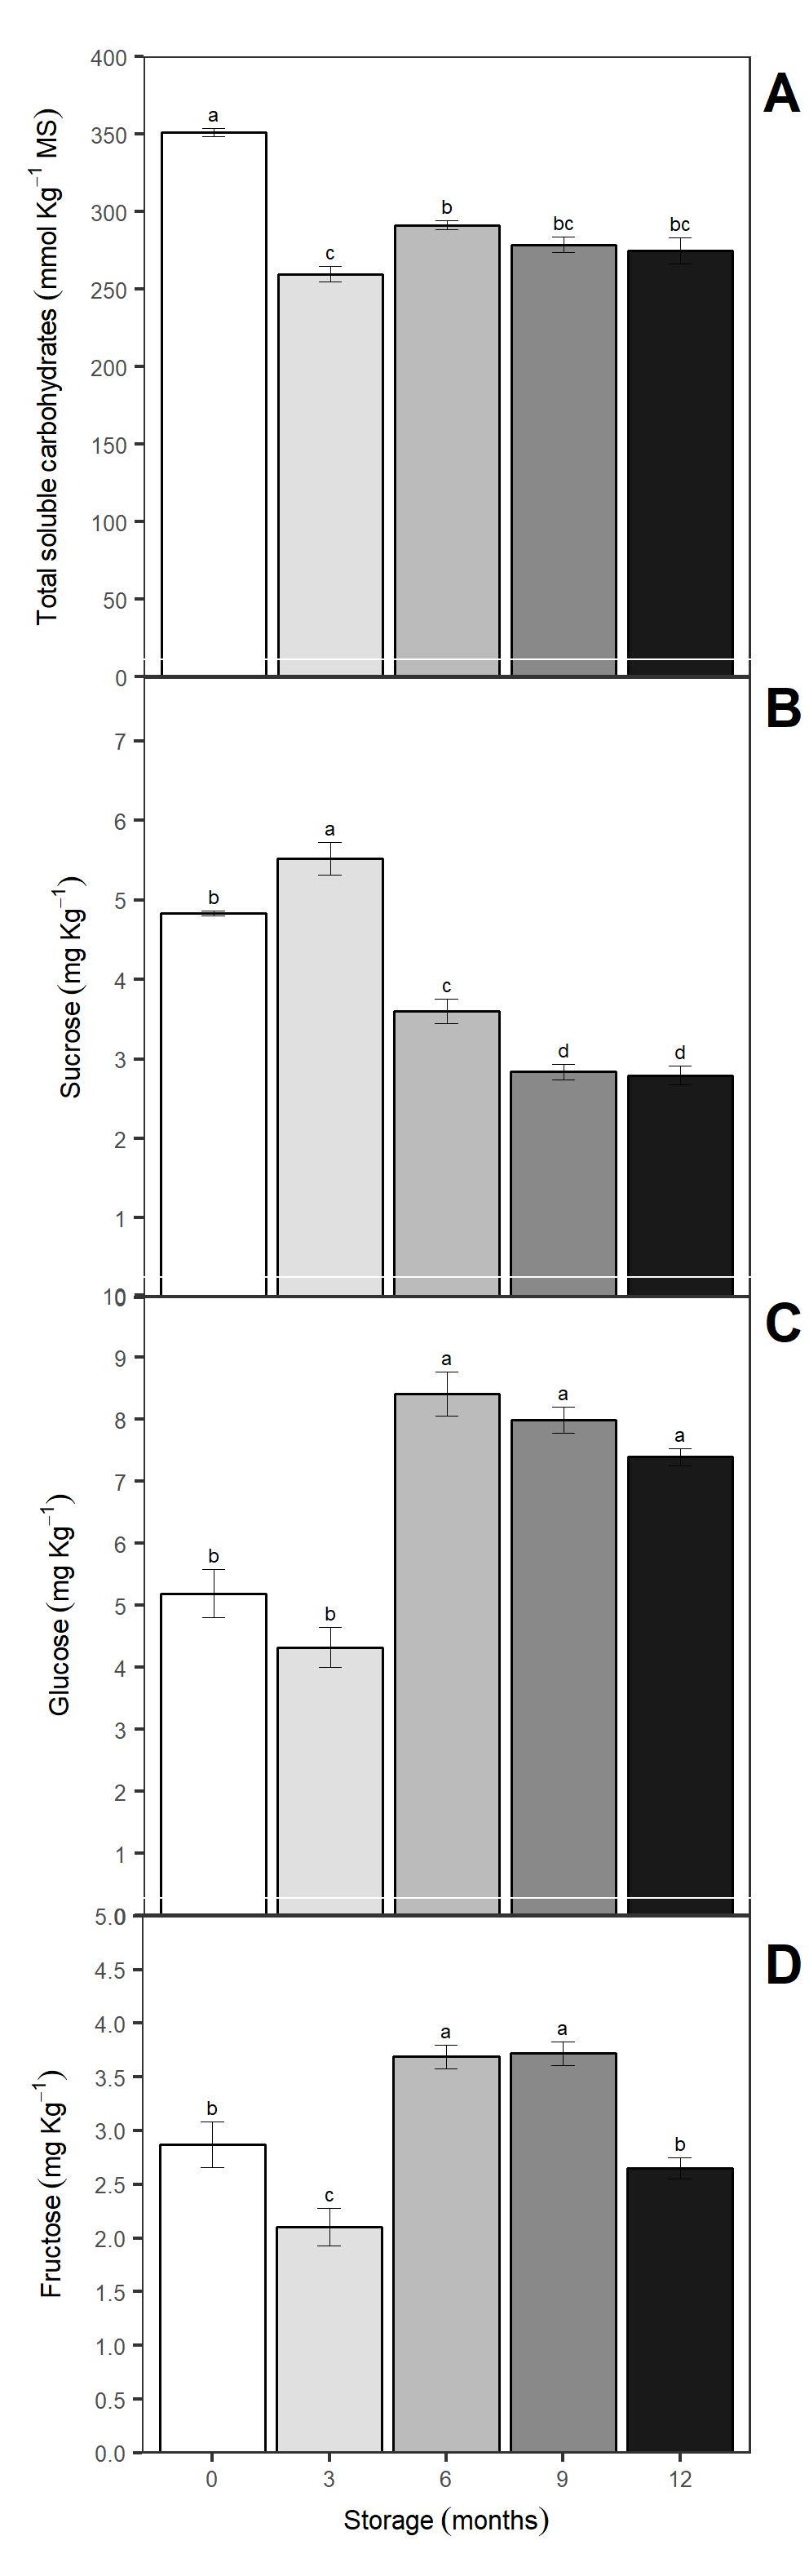 A
Total soluble carbohydrates (mmol Kg⁻¹ MS)
400
350
300
250
200
150
100
50
0
a
c
b
bc
bc
B
Sucrose (mg Kg⁻¹)
7
6
5
4
3
2
1
0
b
a
c
d
d
C
Glucose (mg Kg⁻¹)
10
9
8
7
6
5
4
3
2
1
0
b
b
a
a
a
D
Fructose (mg Kg⁻¹)
5.0
4.5
4.0
3.5
3.0
2.5
2.0
1.5
1.0
0.5
0.0
b
c
a
a
b
0 3 6 9 12
Storage (months)